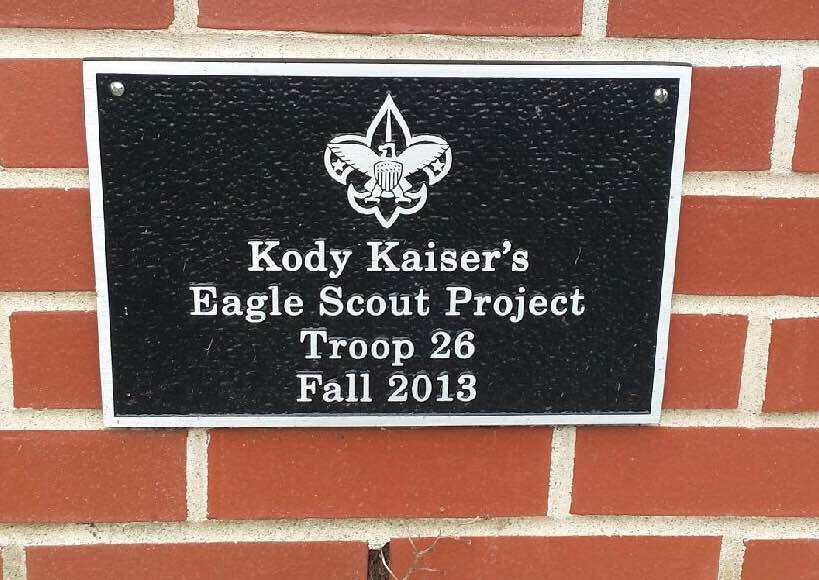 Kody Kaiser's
Eagle Scout Project
Troop 26
Fall 2013